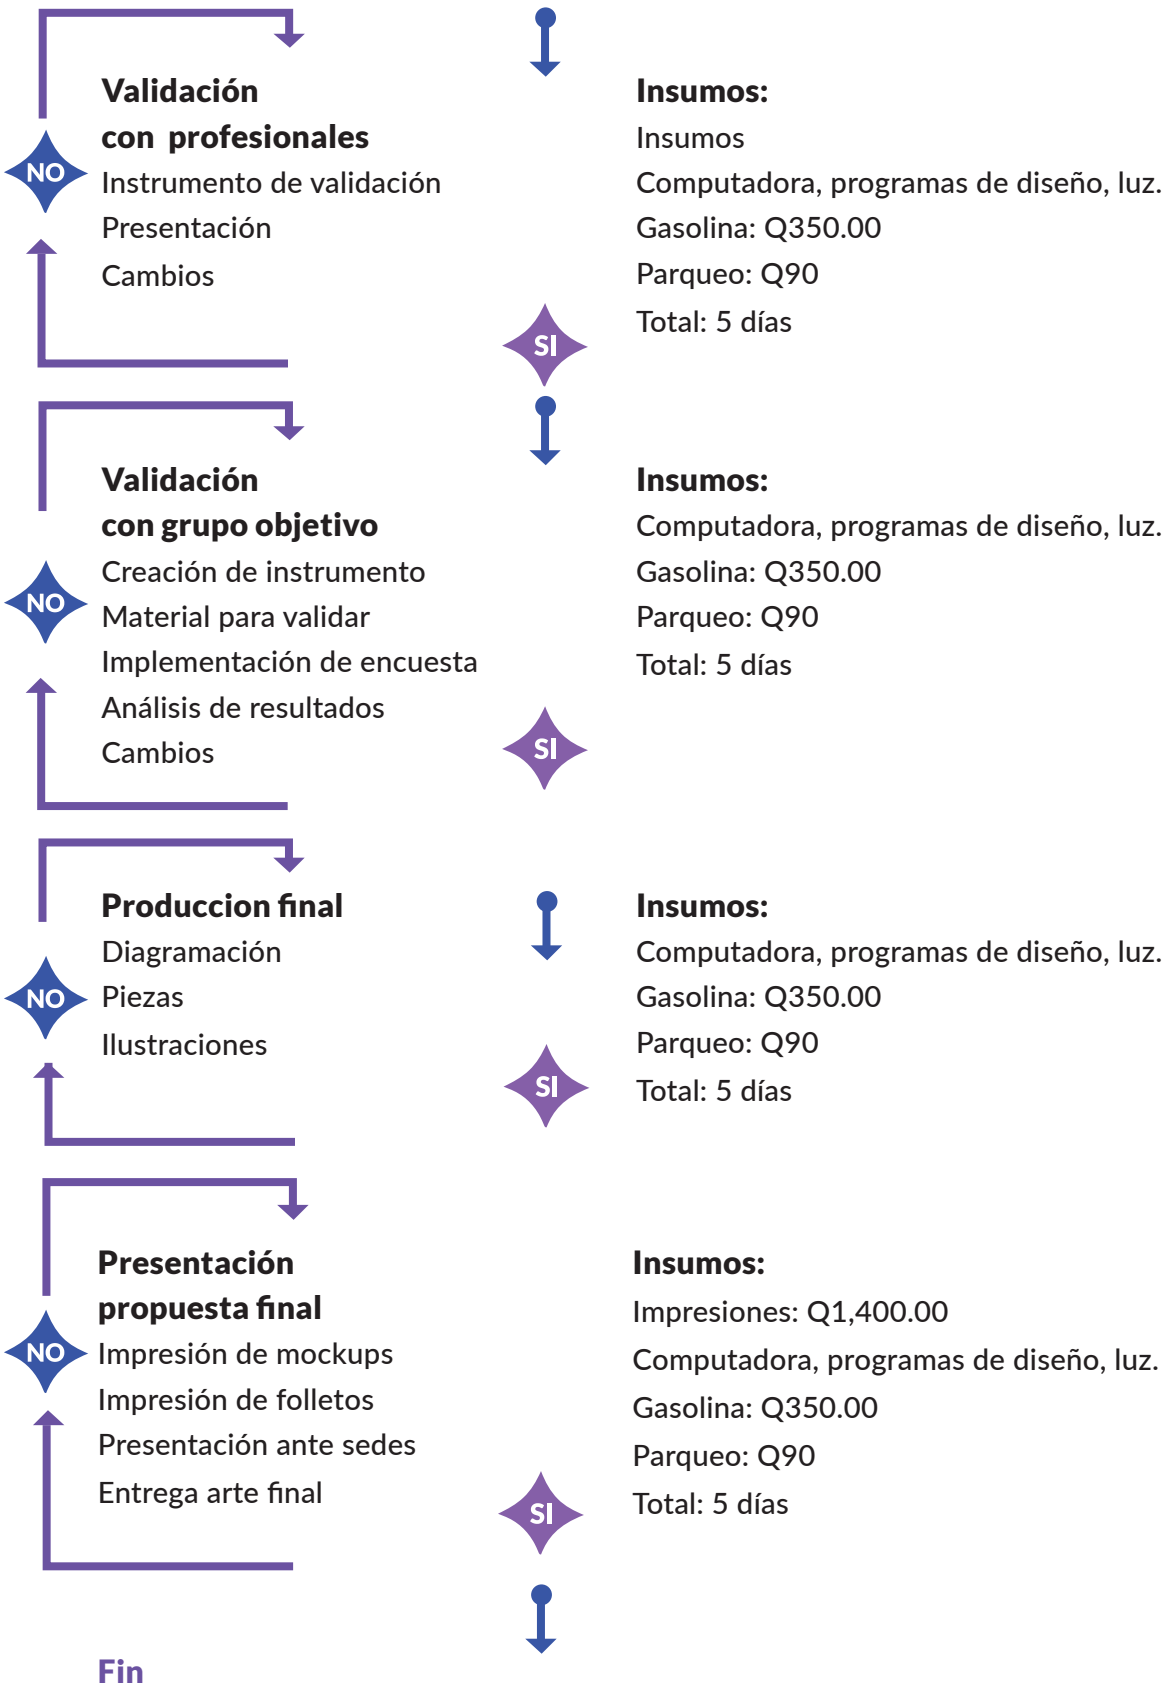 Validación
con profesionales
NO
Instrumento de validación
Presentación
Cambios
Insumos:
Insumos
Computadora, programas de diseño, luz.
Gasolina: Q350.00
Parqueo: Q90
Total: 5 días
SI
Validación
con grupo objetivo
Creación de instrumento
NO
Material para validar
Implementación de encuesta
Análisis de resultados
Cambios
Insumos:
Computadora, programas de diseño, luz.
Gasolina: Q350.00
Parqueo: Q90
Total: 5 días
SI
Produccion final
Diagramación
NO
Piezas
Ilustraciones
Insumos:
Computadora, programas de diseño, luz.
Gasolina: Q350.00
Parqueo: Q90
Total: 5 días
SI
Presentación
propuesta final
NO
Impresión de mockups
Impresión de folletos
Presentación ante sedes
Entrega arte final
Insumos:
Impresiones: Q1,400.00
Computadora, programas de diseño, luz.
Gasolina: Q350.00
Parqueo: Q90
Total: 5 días
SI
Fin